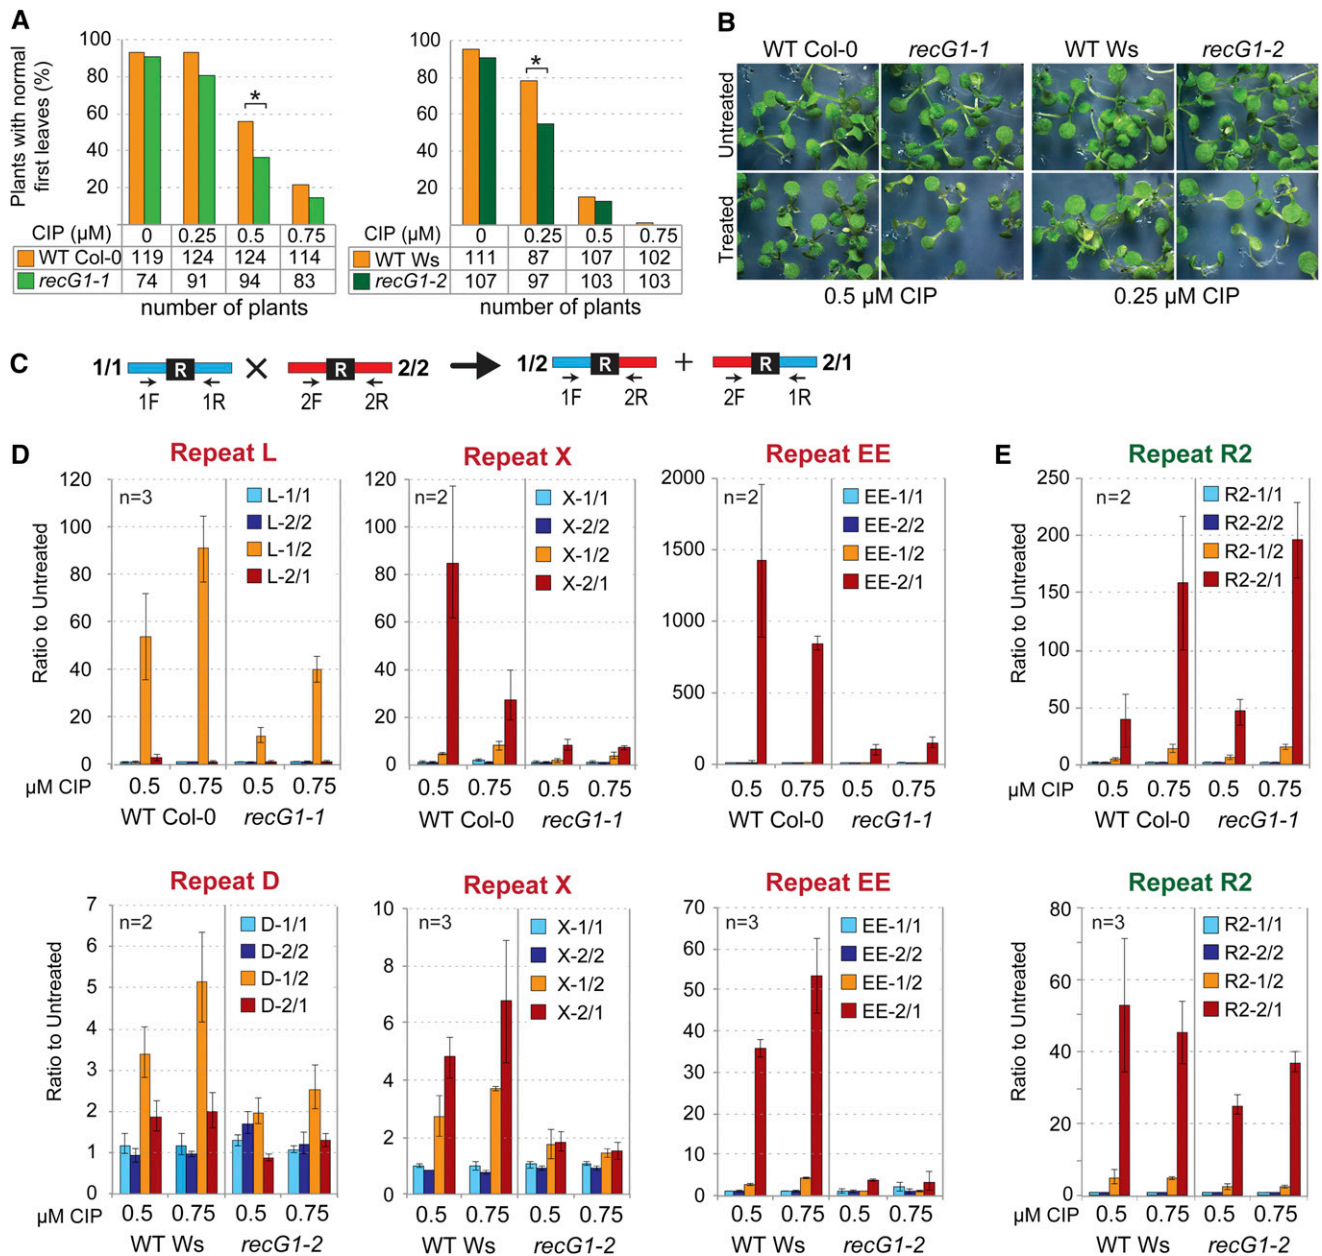 A
Plants with normal
first leaves (%)
100
80
60
40
20
CIP (µM)
0
0.25
0.5
0.75
*
WT Col-0
119
124
124
114
recG1-1
74
91
94
83
number of plants
100
80
60
40
20
CIP (µM)
0
0.25
0.5
0.75
*
WT Ws
111
87
107
102
recG1-2
107
97
103
103
number of plants
B
WT Col-0
recG1-1
WT Ws
recG1-2
Untreated
Treated
0.5 µM CIP
0.25 µM CIP
C
1/1
R
1F
1R
×
R
2/2
2F
2R
1/2
R
1F
2R
+
R
2/1
2F
1R
D
Repeat L
Ratio to Untreated
120
100
80
60
40
20
0
n=3
L-1/1
L-2/2
L-1/2
L-2/1
µM CIP
0.5
0.75
0.5
0.75
WT Col-0
recG1-1
Repeat X
120
100
80
60
40
20
0
n=2
X-1/1
X-2/2
X-1/2
X-2/1
0.5
0.75
0.5
0.75
WT Col-0
recG1-1
Repeat EE
2000
1500
1000
500
0
n=2
EE-1/1
EE-2/2
EE-1/2
EE-2/1
0.5
0.75
0.5
0.75
WT Col-0
recG1-1
E
Repeat R2
Ratio to Untreated
250
200
150
100
50
0
n=2
R2-1/1
R2-2/2
R2-1/2
R2-2/1
µM CIP
0.5
0.75
0.5
0.75
WT Col-0
recG1-1
Repeat D
Ratio to Untreated
7
6
5
4
3
2
1
0
n=2
D-1/1
D-2/2
D-1/2
D-2/1
µM CIP
0.5
0.75
0.5
0.75
WT Ws
recG1-2
Repeat X
10
8
6
4
2
0
n=3
X-1/1
X-2/2
X-1/2
X-2/1
0.5
0.75
0.5
0.75
WT Ws
recG1-2
Repeat EE
70
60
50
40
30
20
10
0
n=3
EE-1/1
EE-2/2
EE-1/2
EE-2/1
0.5
0.75
0.5
0.75
WT Ws
recG1-2
Repeat R2
Ratio to Untreated
80
60
40
20
0
n=3
R2-1/1
R2-2/2
R2-1/2
R2-2/1
µM CIP
0.5
0.75
0.5
0.75
WT Ws
recG1-2